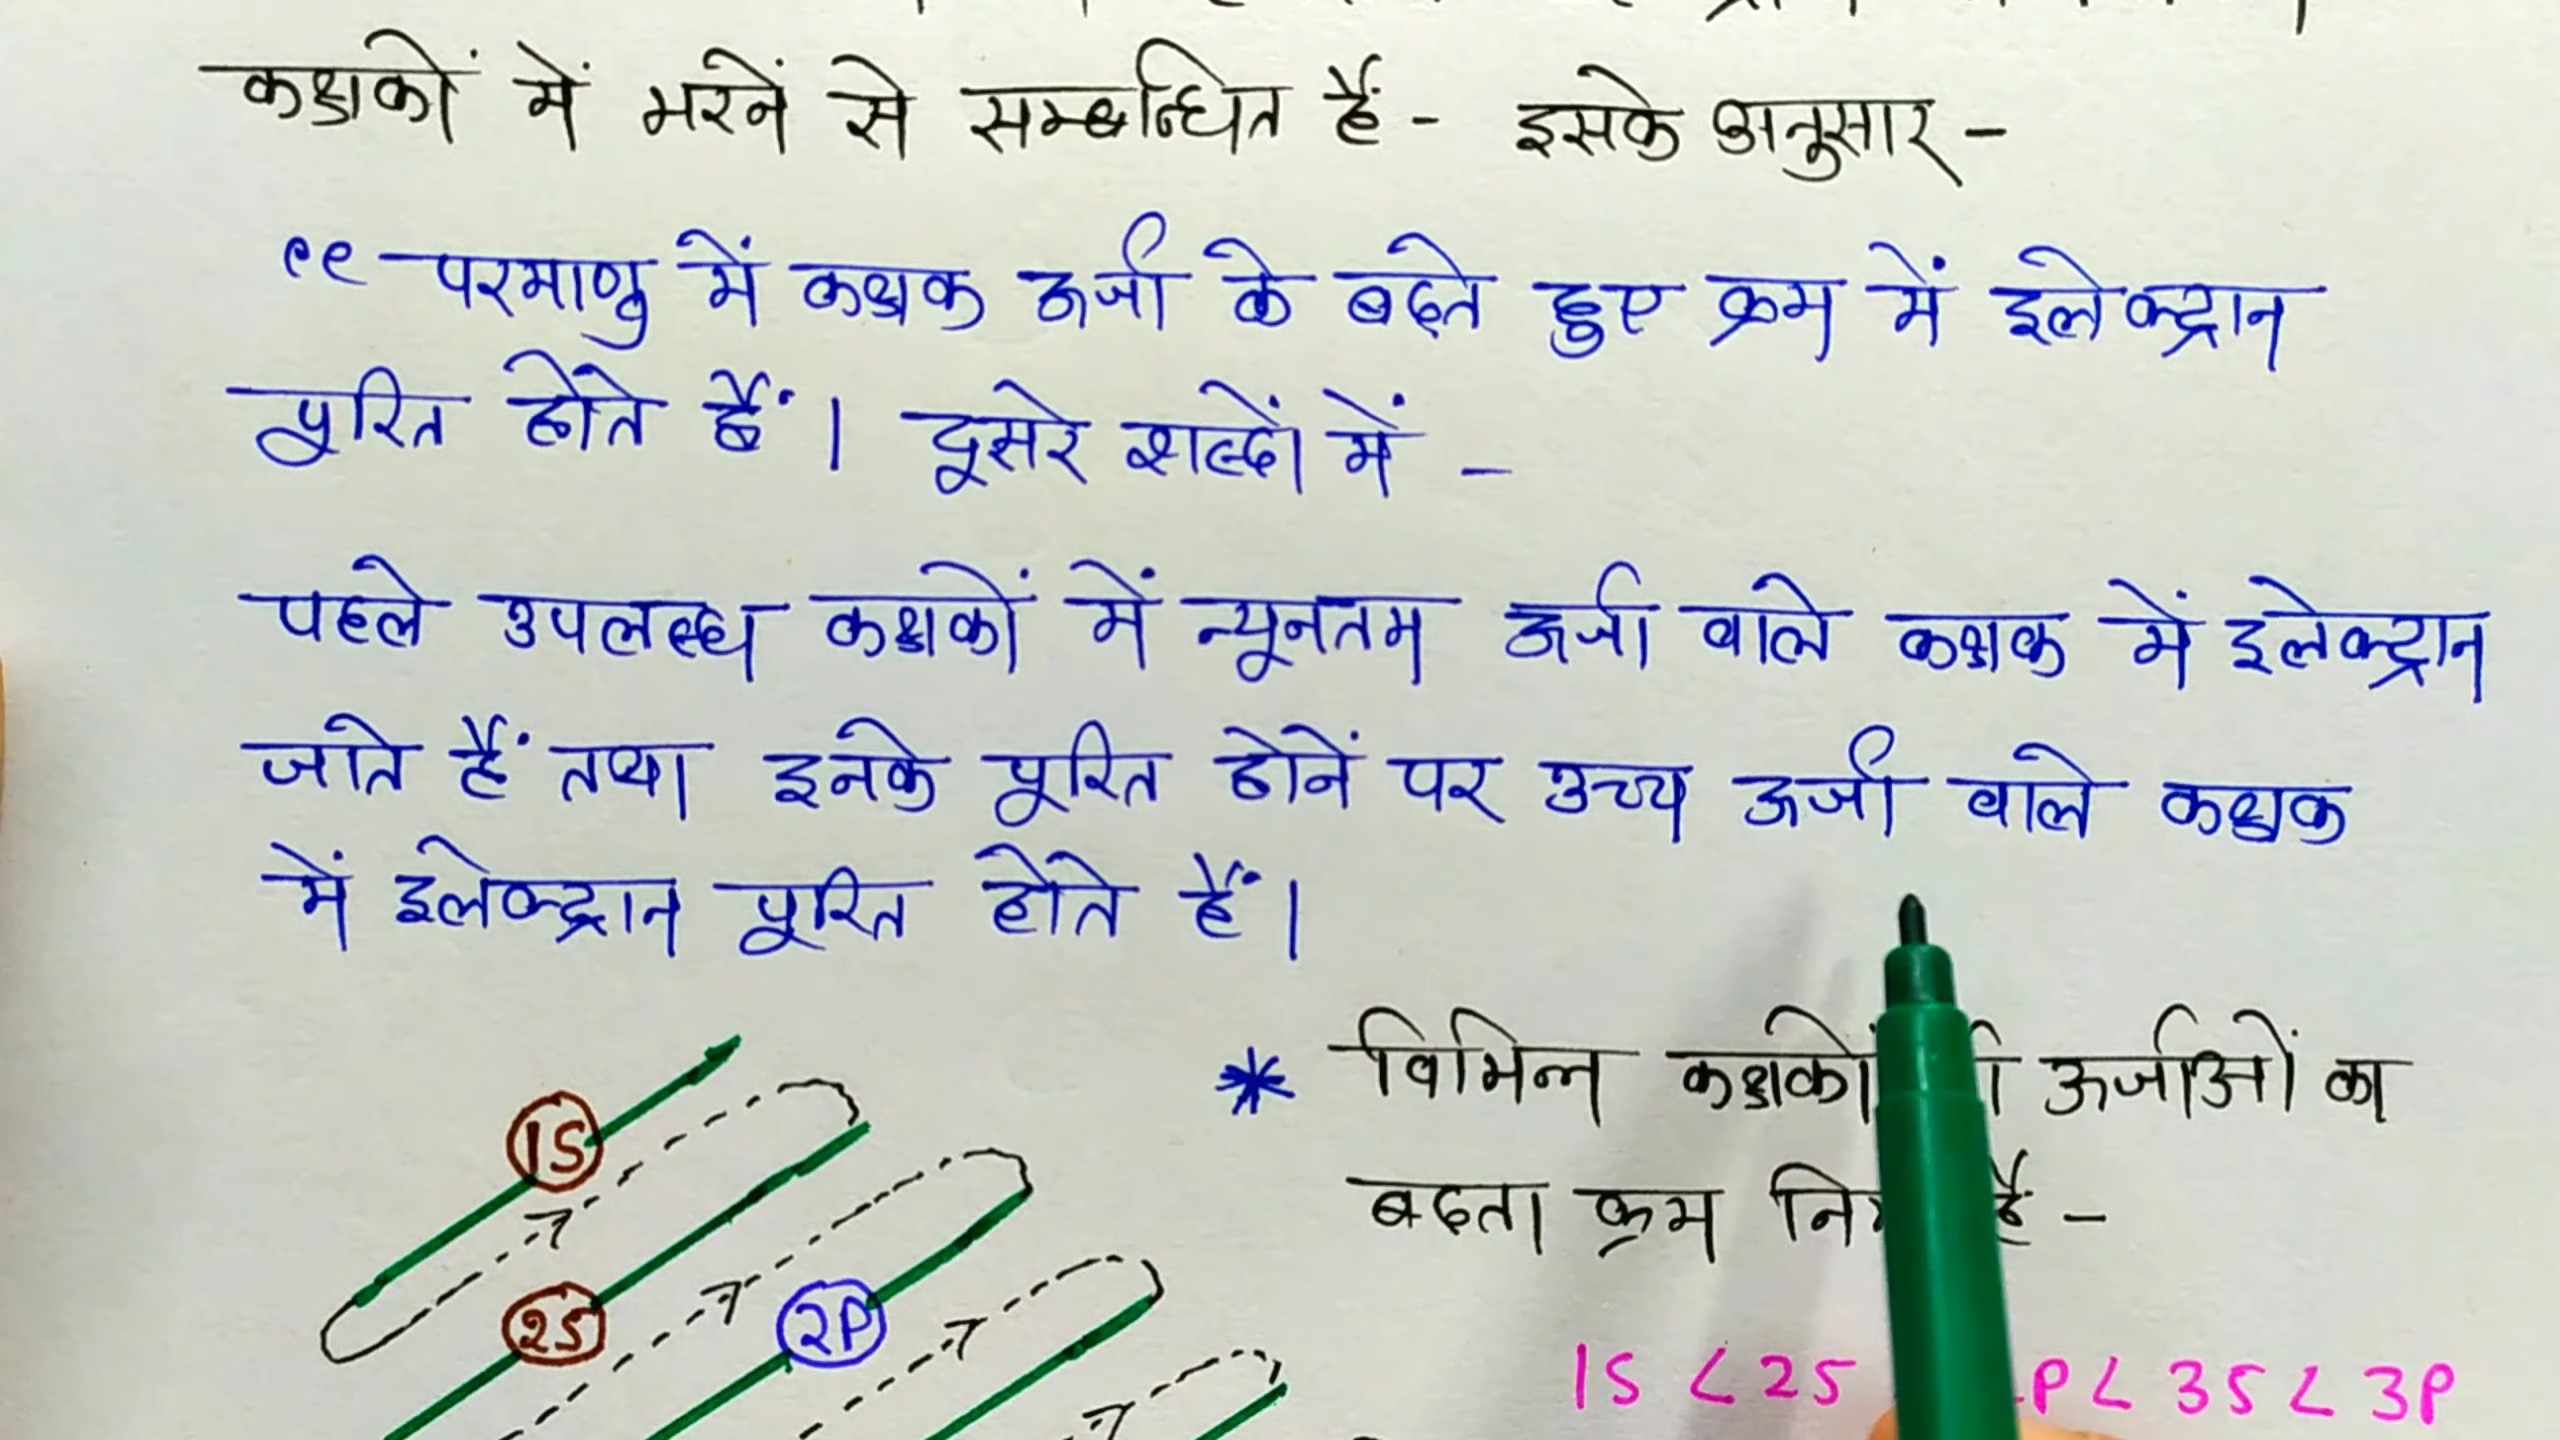 कक्षकों में भरनें से सम्बन्धित हैं - इसके अनुसार -
“ परमाणु में कक्षक ऊर्जा के बढ़ते हुए क्रम में इलेक्ट्रान
पूरित होते हैं । दूसरे शब्दों में -
पहले उपलब्ध कक्षकों में न्यूनतम ऊर्जा वाले कक्षक में इलेक्ट्रान
जाते हैं तथा इनके पूरित होनें पर उच्च ऊर्जा वाले कक्षक
में इलेक्ट्रान पूरित होते हैं ।
* विभिन्न कक्षकों ऊर्जाओं का
बढता क्रम है -
1S
2S 2P
1S < 2S P < 3S < 3P